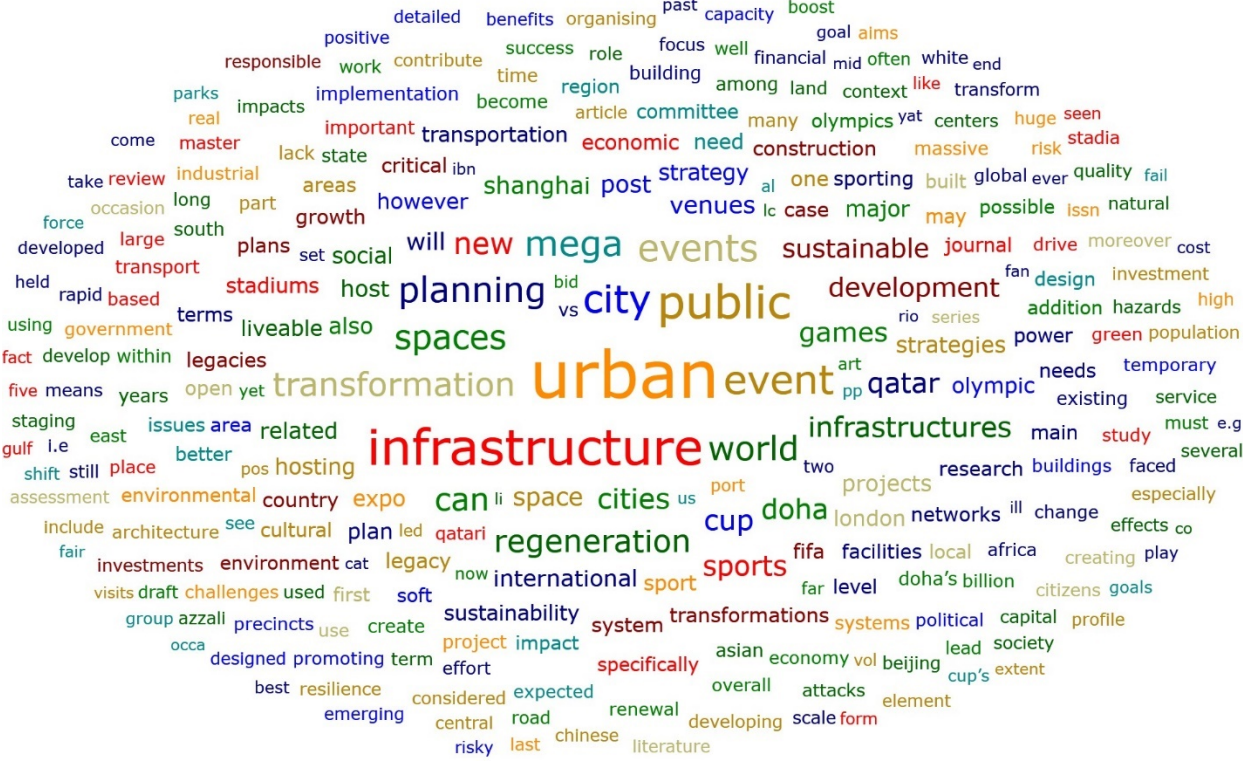 detailed benefits organising past capacity boost
positive success role focus well goal aims
responsible work contribute time building financial mid often white end
parks impacts implementation become region among land context like transform
real article committee many olympics yat centers huge seen
come master important transportation economic need construction massive risk stadia
lack state critical ibn
take review industrial areas however shanghai post strategy al one sporting built global ever quality fail
occasion long part growth venues lc case major may possible issn natural
force south
developed large plans set social will new mega events sustainable journal drive moreover cost
transport
held rapid based stadiums host planning bid vs city public development fan design investment
terms rio series addition hazards high
using government liveable also spaces games strategies power green population
fact develop within legacies
five means years open yet transformation urban event art pp qatar olympic needs existing temporary service
staging east issues area related infrastructure world infrastructures main study must e.g
gulf i.e better several
shift still place pos hosting two research buildings faced
assessment environmental country expo can li space cities us port projects especially
include architecture see cultural plan led qatari cup doha london networks ill change effects co
fair investments environment cat legacy regeneration sports fifa facilities local africa creating play
visits draft challenges used first soft now international sport far level doha's billion citizens goals
group azzall precincts use create sustainability system transformations systems political capital profile
occa project impact lead society
designed promoting term effort specifically asian economy vol beijing cup's extent
best resilience considered expected overall attacks element
emerging central road renewal developing scale form
risky last chinese literature